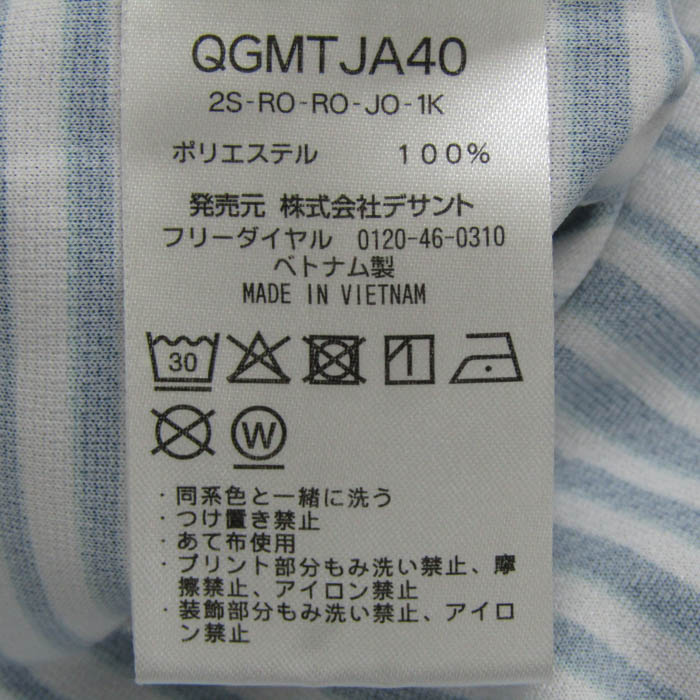 QGMTJA40
2S-RO-RO-JO-1K
ポリエステル 100%
発売元 株式会社デサント
フリーダイヤル 0120-46-0310
ベトナム製
MADE IN VIETNAM
30
W
・同系色と一緒に洗う
・つけ置き禁止
・あて布使用
・プリント部分もみ洗い禁止、摩
擦禁止、アイロン禁止
・装飾部分もみ洗い禁止、アイロ
ン禁止